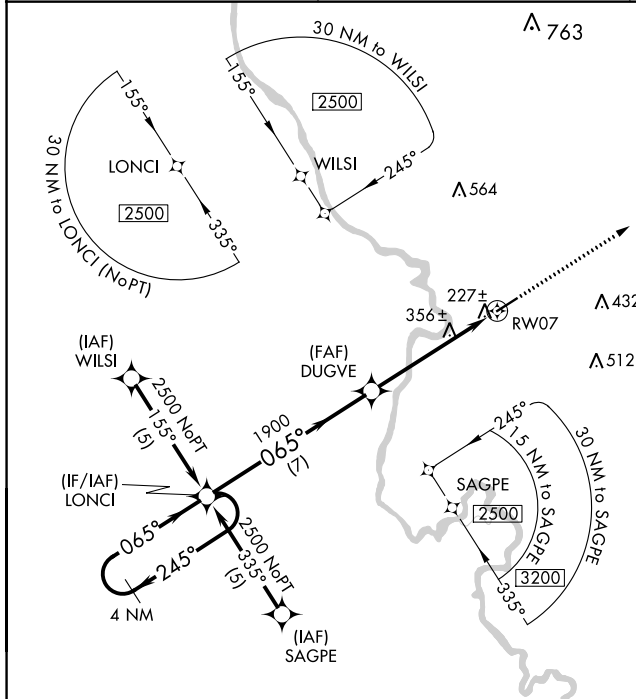 763
30 NM to WILSI
155°
2500
WILSI
245°
155°
LONCI
2500
335°
30 NM to LONCI (NoPT)
564
227±
356±
RW07
432
512
(FAF)
DUGVE
(IAF)
WILSI
2500 NoPT
155°
(5)
1900
065°
(7)
(IF/IAF)
LONCI
065°
245°
4 NM
2500 NoPT
335°
(5)
(IAF)
SAGPE
245°
15 NM to SAGPE
30 NM to SAGPE
SAGPE
2500
3200
335°